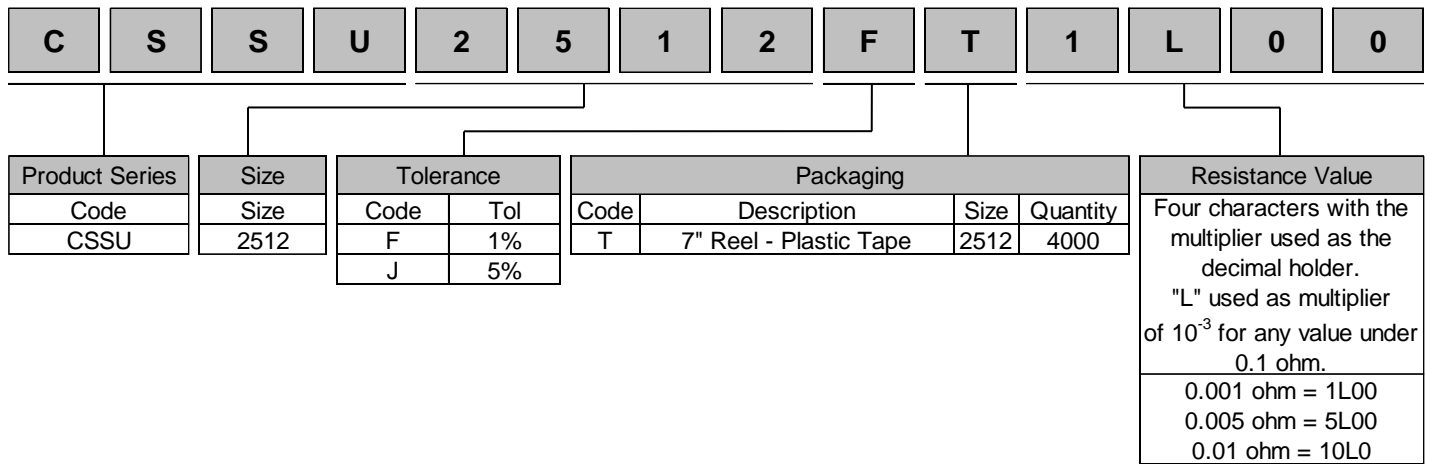 C S S U 2 5 1 2 F T 1 L 0 0
Product Series
Code
CSSU
Size
Size
2512
Tolerance
Code Tol
F 1%
J 5%
Packaging
Code Description Size Quantity
T 7" Reel - Plastic Tape 2512 4000
Resistance Value
Four characters with the
multiplier used as the
decimal holder.
"L" used as multiplier
of 10⁻³ for any value under
0.1 ohm.
0.001 ohm = 1L00
0.005 ohm = 5L00
0.01 ohm = 10L0